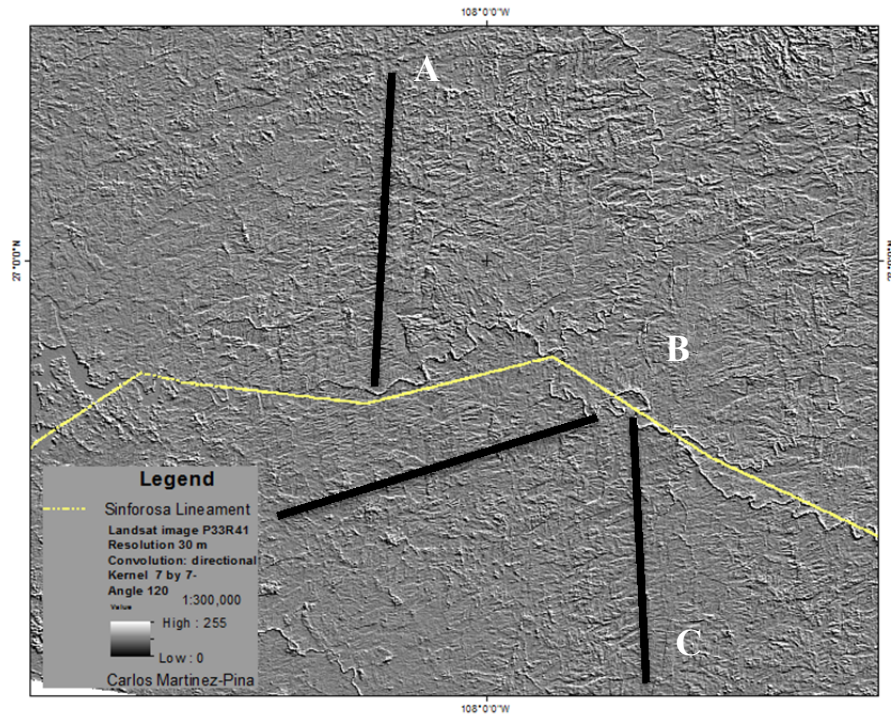 108°0'0"W
A
27°0'0"N
B
Legend
Sinforosa Lineament
Landsat image P33R41
Resolution 30 m
Convolution: directional
Kernel 7 by 7-
Angle 120
1:300,000
Value
High : 255
Low : 0
Carlos Martinez-Pina
C
108°0'0"W